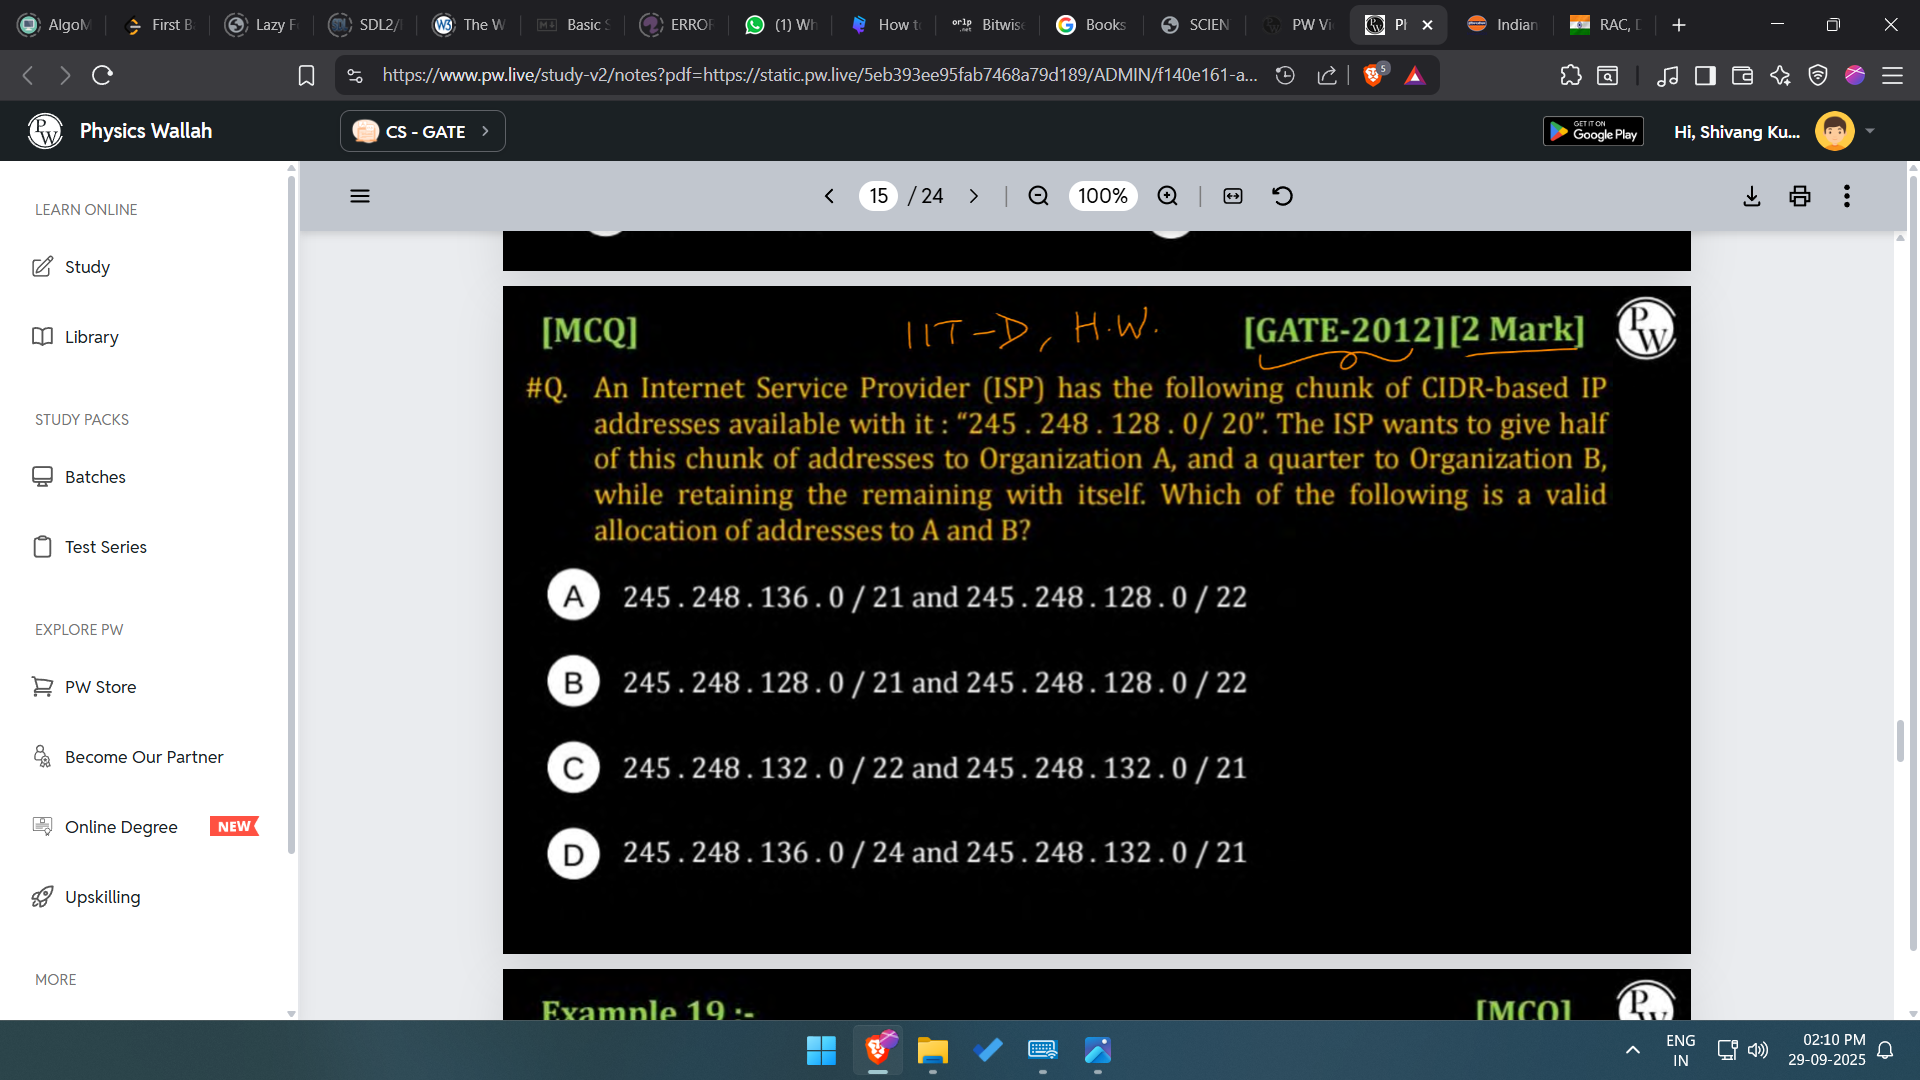 AlgoM
First B
Lazy F
SDL2/
The W
Basic S
ERROR
(1) Wh
How t
Bitwise
Books
SCIEN
PW Vi
Indian
RAC,
https://www.pw.live/study-v2/notes?pdf=https://static.pw.live/5eb393ee95fab7468a79d189/ADMIN/f140e161-a...
5
Physics Wallah
CS - GATE
GET IT ON
Google Play
Hi, Shivang Ku...
LEARN ONLINE
Study
Library
STUDY PACKS
Batches
Test Series
EXPLORE PW
PW Store
Become Our Partner
Online Degree
NEW
Upskilling
MORE
15 / 24
100%
[MCQ]
IIT-D, H.W.
[GATE-2012][2 Mark]
PW
#Q. An Internet Service Provider (ISP) has the following chunk of CIDR-based IP
addresses available with it : “245 . 248 . 128 . 0/ 20”. The ISP wants to give half
of this chunk of addresses to Organization A, and a quarter to Organization B,
while retaining the remaining with itself. Which of the following is a valid
allocation of addresses to A and B?
A 245 . 248 . 136 . 0 / 21 and 245 . 248 . 128 . 0 / 22
B 245 . 248 . 128 . 0 / 21 and 245 . 248 . 128 . 0 / 22
C 245 . 248 . 132 . 0 / 22 and 245 . 248 . 132 . 0 / 21
D 245 . 248 . 136 . 0 / 24 and 245 . 248 . 132 . 0 / 21
Example 19 :-
[MCQ]
ENG
IN
02:10 PM
29-09-2025